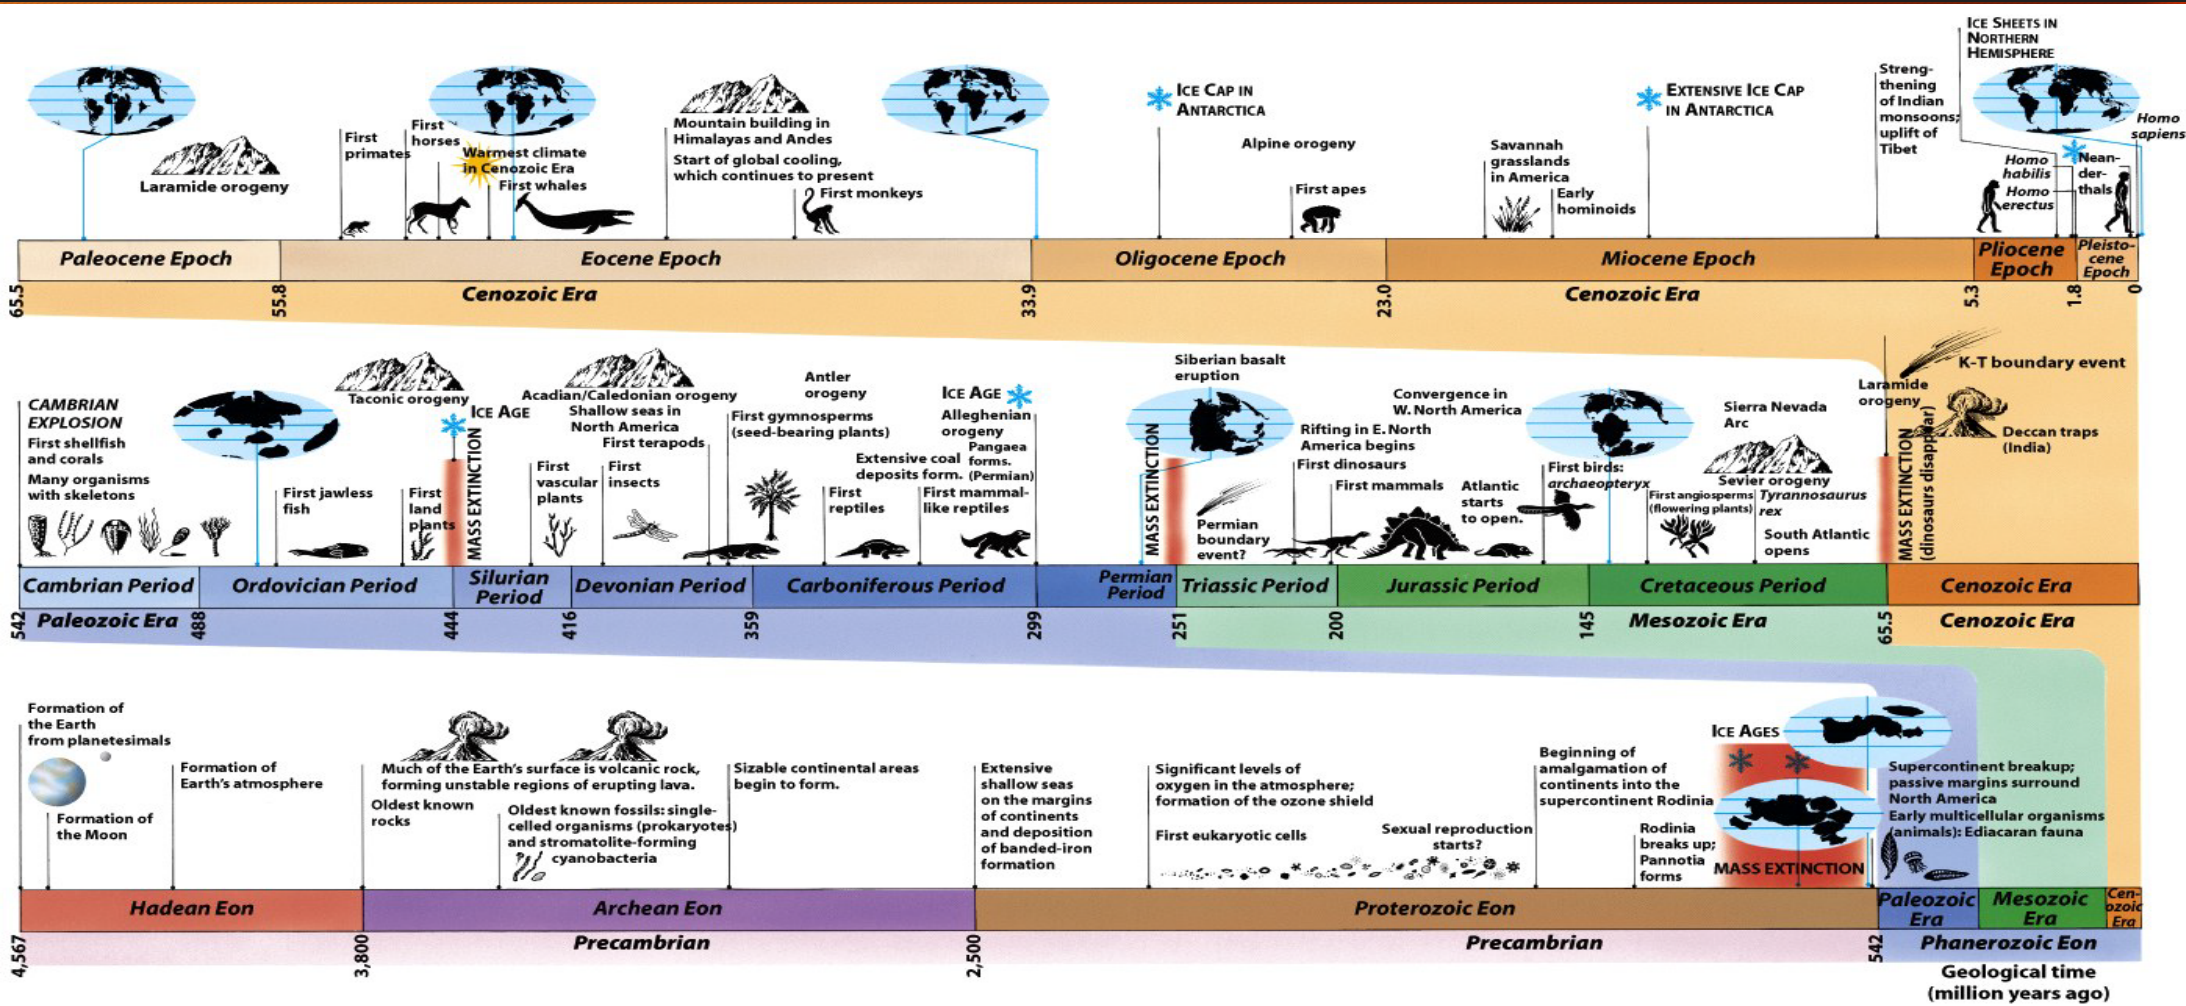 ICE SHEETS IN
NORTHERN
HEMISPHERE
Streng-
thening
of Indian
monsoons;
uplift of
Tibet
ICE CAP IN
ANTARCTICA
EXTENSIVE ICE CAP
IN ANTARCTICA
Homo
sapiens
First
primates
First
horses
Warmest climate
in Cenozoic Era
First whales
Mountain building in
Himalayas and Andes
Start of global cooling,
which continues to present
First monkeys
Laramide orogeny
Alpine orogeny
First apes
Savannah
grasslands
in America
Early
hominoids
Homo
habilis
Homo
erectus
Nean-
der-
thals
Paleocene Epoch
Eocene Epoch
Oligocene Epoch
Miocene Epoch
Pliocene
Epoch
Pleisto-
cene
Epoch
65.5
55.8
Cenozoic Era
33.9
23.0
Cenozoic Era
5.3
1.8
0
CAMBRIAN
EXPLOSION
First shellfish
and corals
Many organisms
with skeletons
Taconic orogeny
ICE AGE
MASS EXTINCTION
First jawless
fish
First
land
plants
Acadian/Caledonian orogeny
Shallow seas in
North America
First terapods
First
vascular
plants
First
insects
Antler
orogeny
First gymnosperms
(seed-bearing plants)
ICE AGE
Alleghenian
orogeny
Pangaea
forms.
(Permian)
Extensive coal
deposits form.
First
reptiles
First mammal-
like reptiles
Siberian basalt
eruption
MASS EXTINCTION
Permian
boundary
event?
Convergence in
W. North America
Rifting in E. North
America begins
First dinosaurs
First mammals
Atlantic
starts
to open.
First birds:
archaeopteryx
Sierra Nevada
Arc
Sevier orogeny
First angiosperms
(flowering plants)
Tyrannosaurus
rex
South Atlantic
opens
Laramide
orogeny
K-T boundary event
Deccan traps
(India)
MASS EXTINCTION
(dinosaurs disappear)
Cambrian Period
Ordovician Period
Silurian
Period
Devonian Period
Carboniferous Period
Permian
Period
Triassic Period
Jurassic Period
Cretaceous Period
Cenozoic Era
542
Paleozoic Era
488
444
416
359
299
251
200
145
Mesozoic Era
65.5
Cenozoic Era
Formation of
the Earth
from planetesimals
Formation of
the Moon
Formation of
Earth's atmosphere
Much of the Earth's surface is volcanic rock,
forming unstable regions of erupting lava.
Oldest known
rocks
Oldest known fossils: single-
celled organisms (prokaryotes)
and stromatolite-forming
cyanobacteria
Sizable continental areas
begin to form.
Extensive
shallow seas
on the margins
of continents
and deposition
of banded-iron
formation
Significant levels of
oxygen in the atmosphere;
formation of the ozone shield
First eukaryotic cells
Sexual reproduction
starts?
Beginning of
amalgamation of
continents into the
supercontinent Rodinia
Rodinia
breaks up;
Pannotia
forms
ICE AGES
MASS EXTINCTION
Supercontinent breakup;
passive margins surround
North America
Early multicellular organisms
(animals): Ediacaran fauna
Hadean Eon
Archean Eon
Proterozoic Eon
Paleozoic
Era
Mesozoic
Era
Cen-
ozoic
Era
4,567
3,800
Precambrian
2,500
Precambrian
542
Phanerozoic Eon
Geological time
(million years ago)